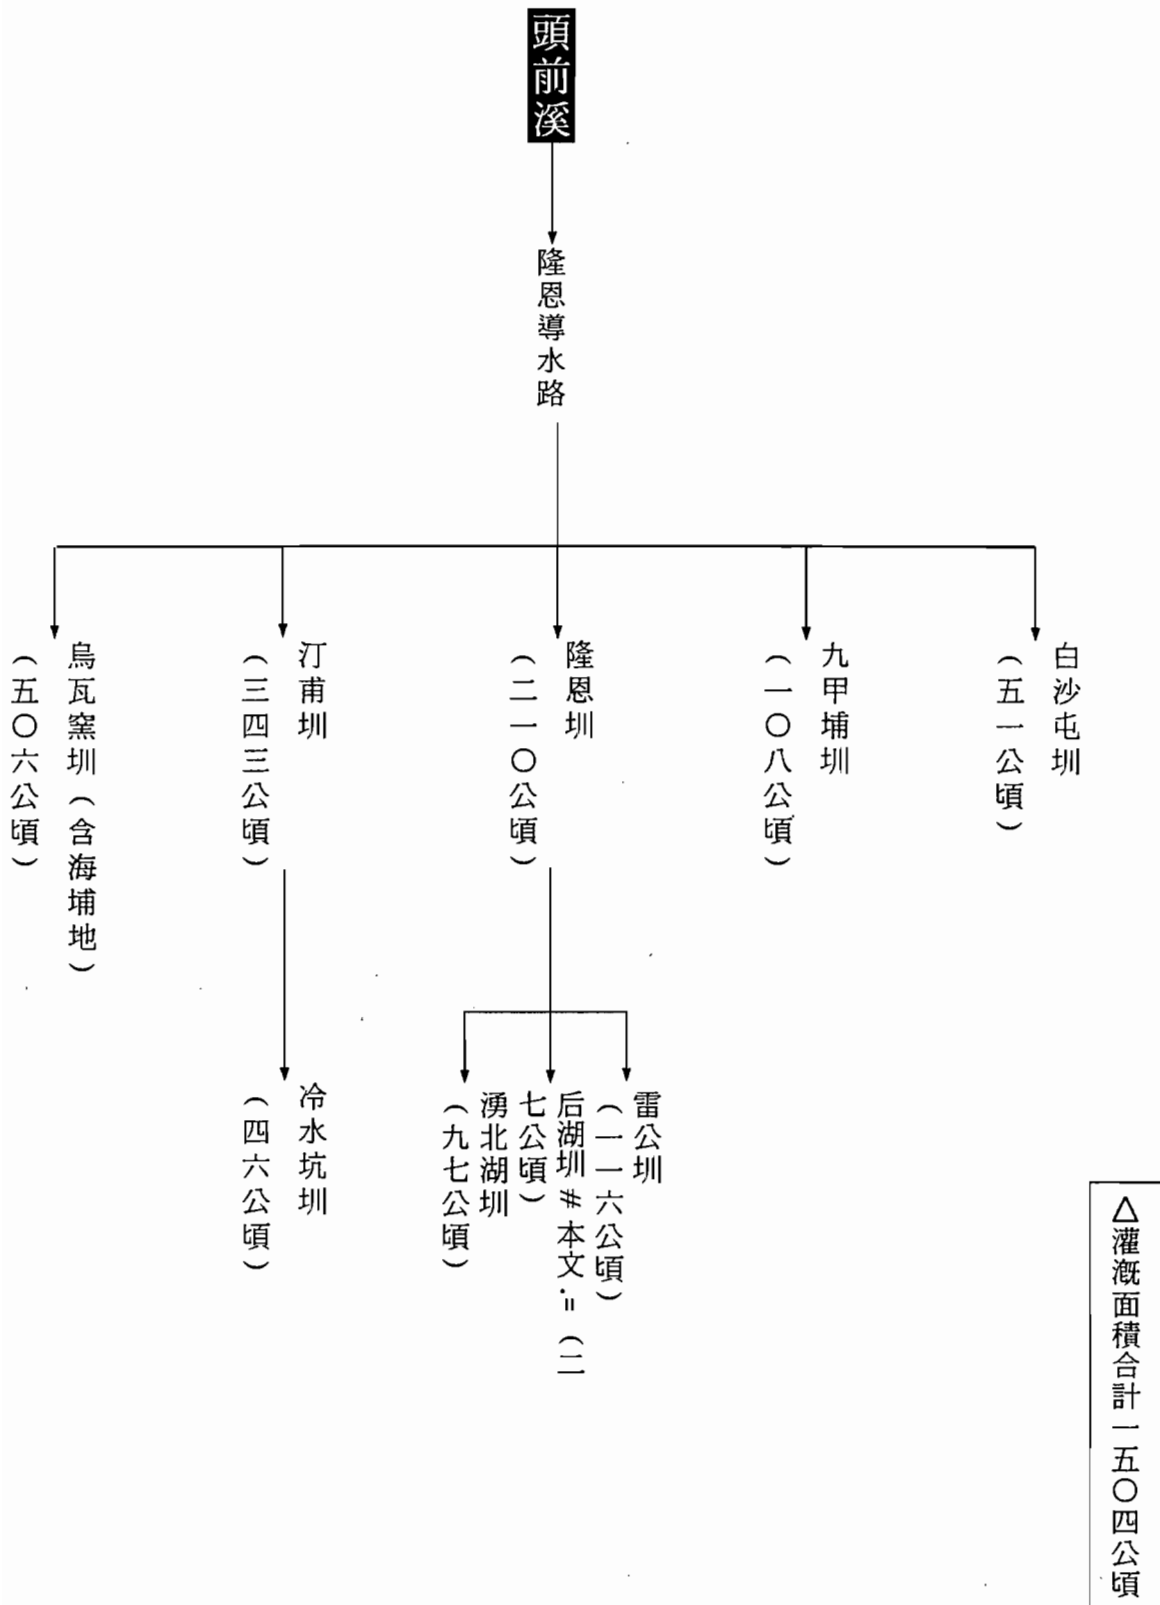 頭前溪
隆恩導水路
白沙屯圳
（五一公頃）
九甲埔圳
（一〇八公頃）
隆恩圳
（二一〇公頃）
汀甫圳
（三四三公頃）
烏瓦窯圳（含海埔地）
（五〇六公頃）
雷公圳
（一一六公頃）
后湖圳#本文."（二
七公頃）
湧北湖圳
（九七公頃）
冷水坑圳
（四六公頃）
△灌溉面積合計一五〇四公頃